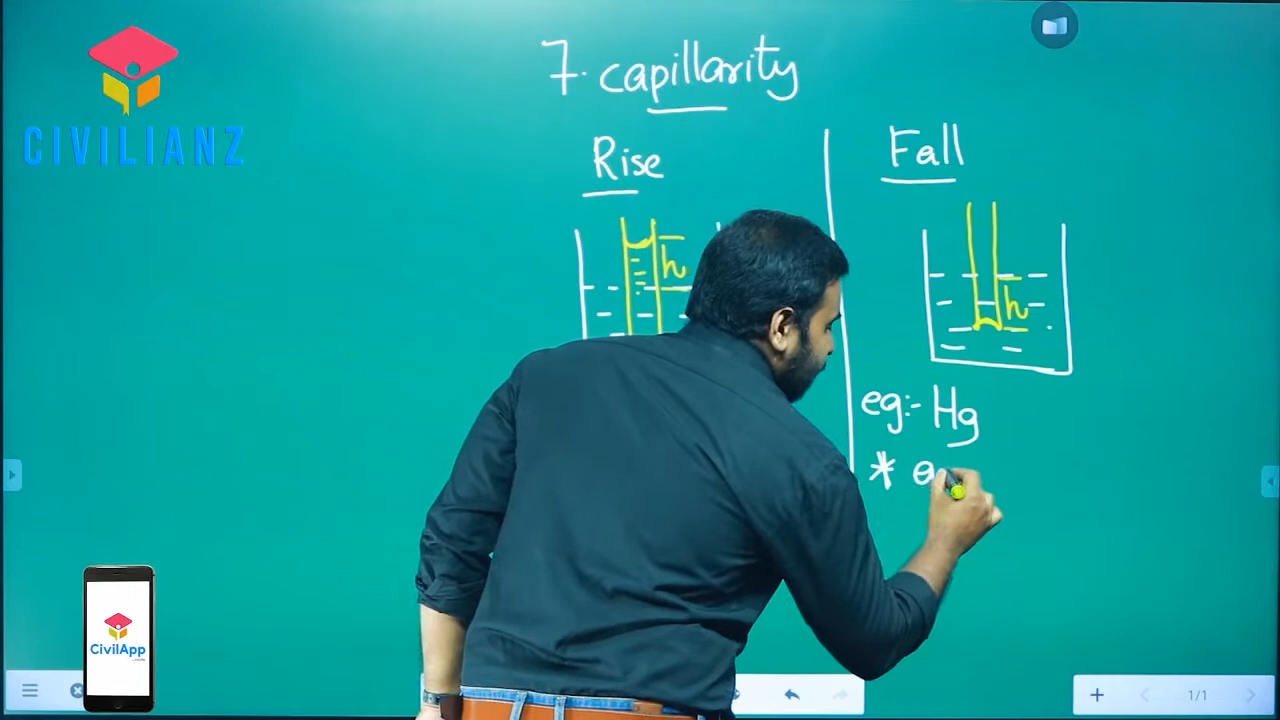 CIVILIANZ
7. capillarity
Rise
Fall
h
h
eg:- Hg
* θ
CivilApp
1/1